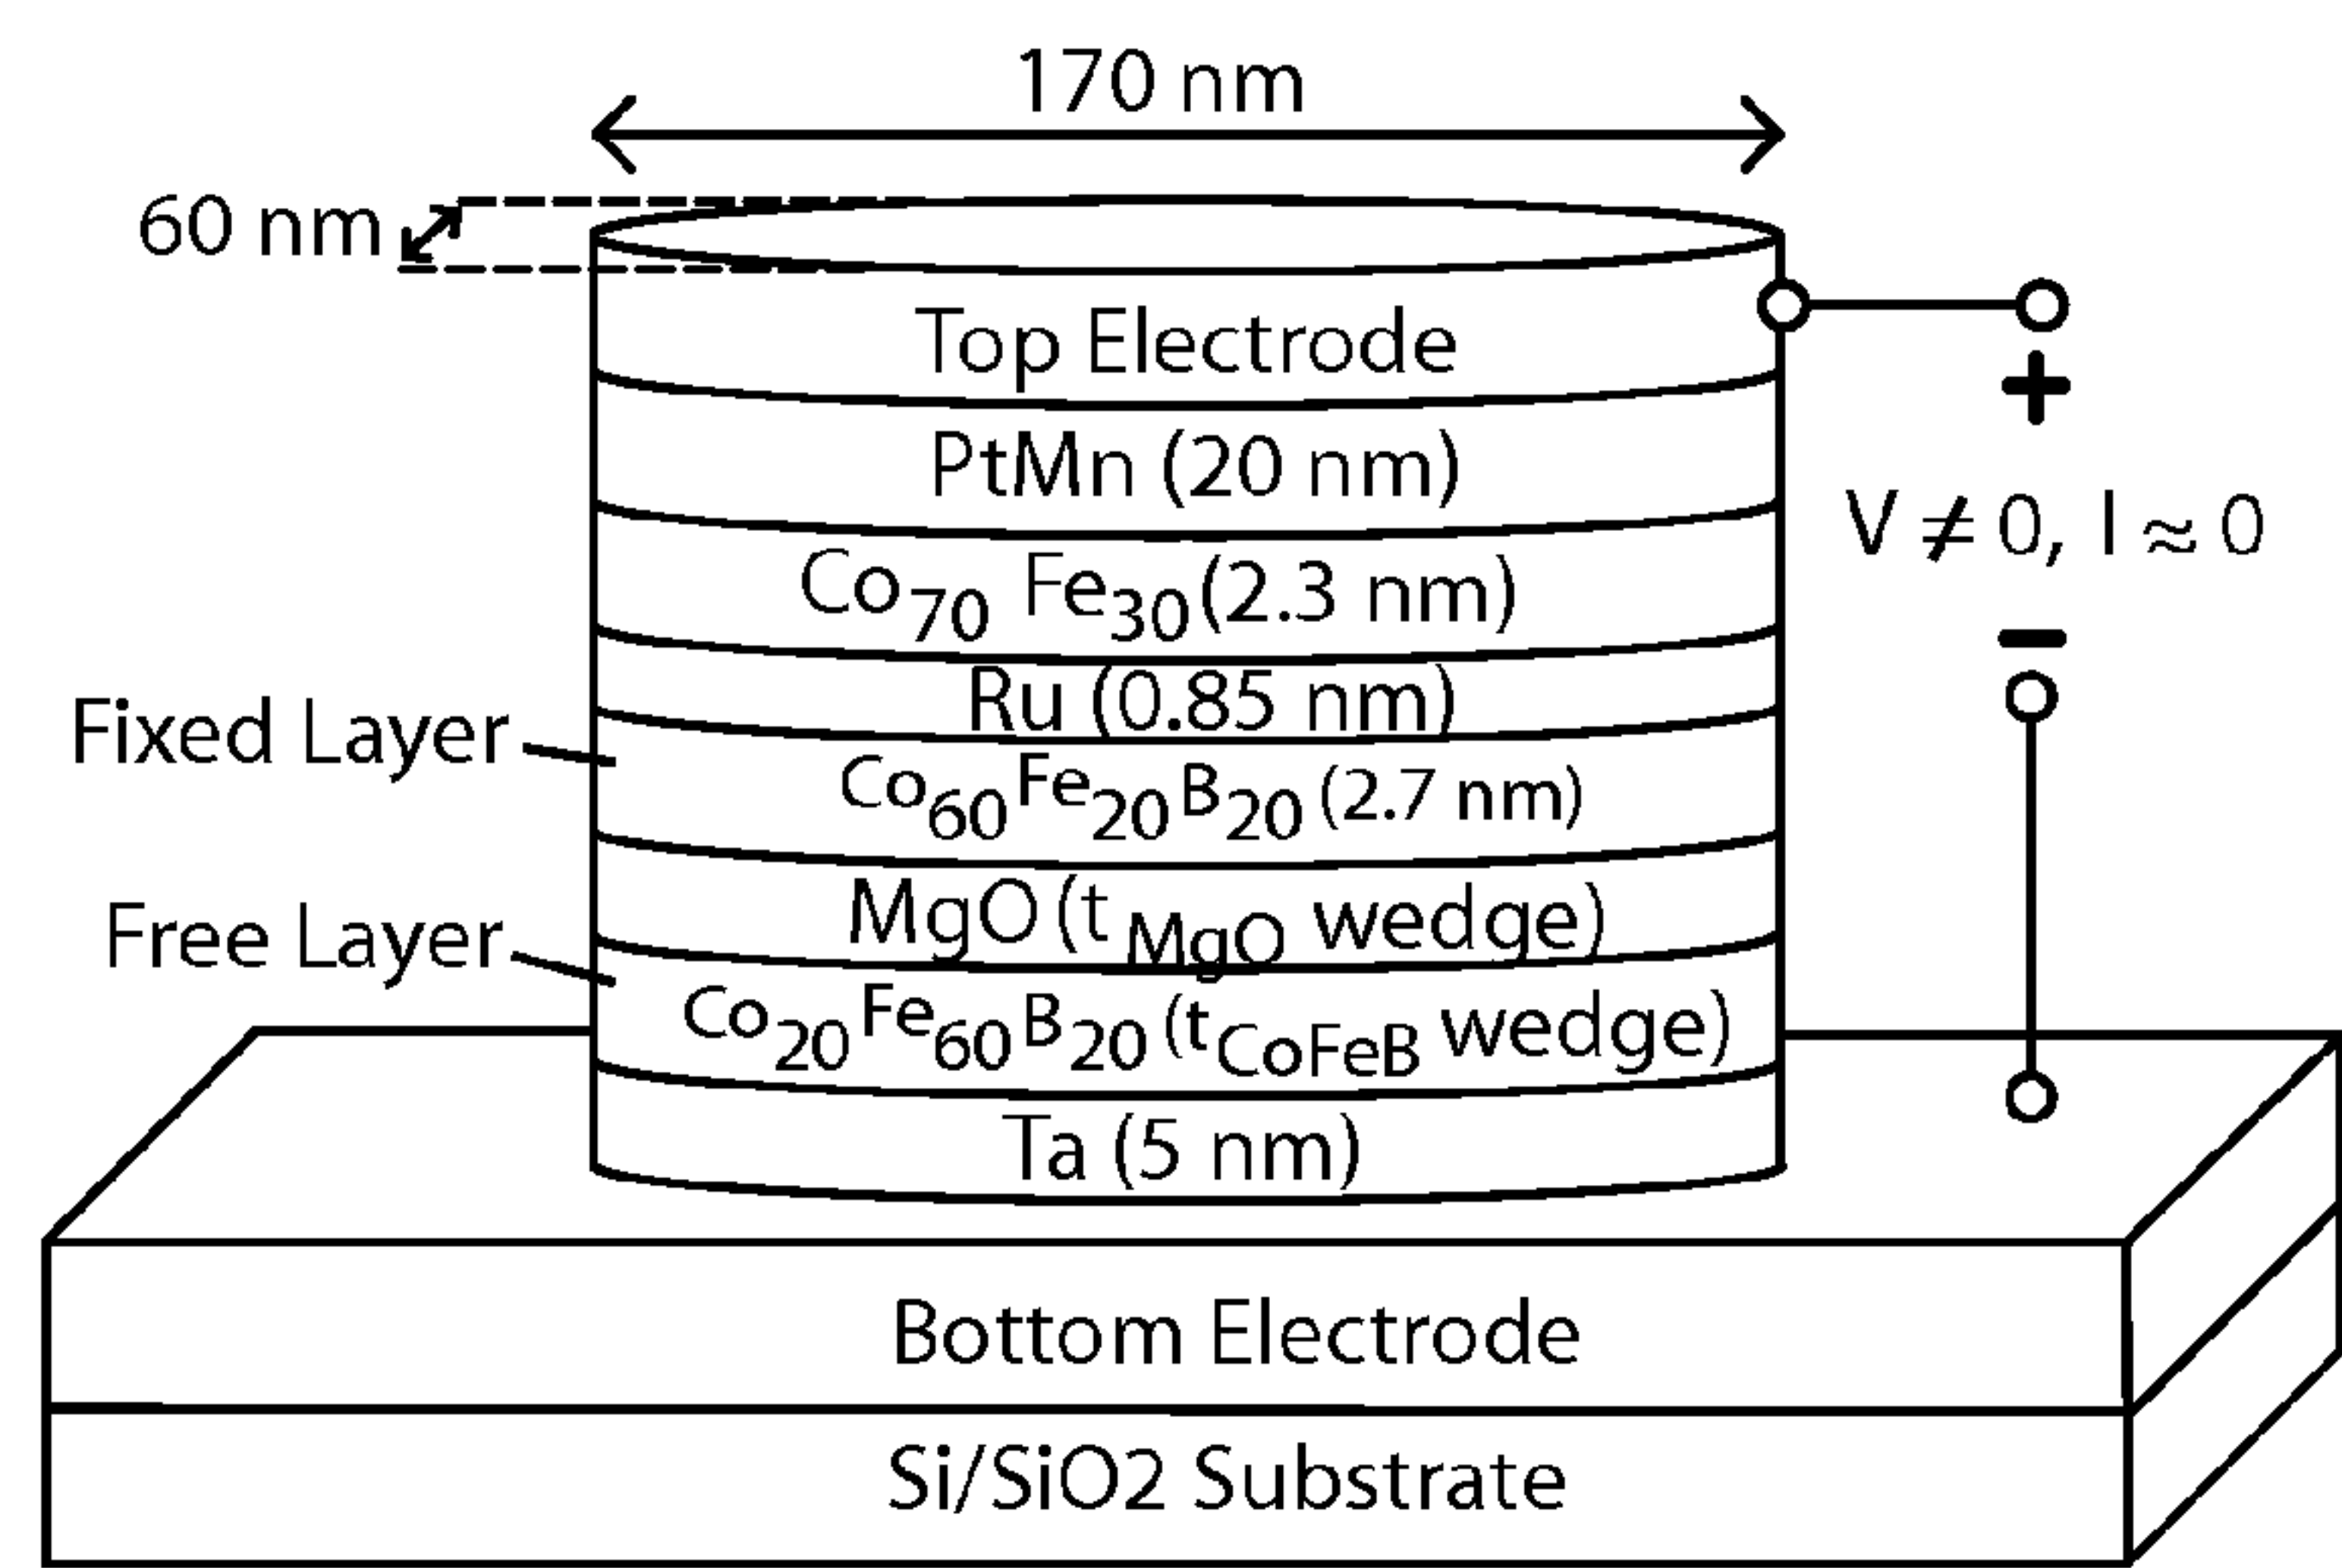 170 nm
60 nm
Top Electrode
PtMn (20 nm)
+
V ≠ 0, I ≈ 0
Co70 Fe30 (2.3 nm)
−
Ru (0.85 nm)
Fixed Layer
Co60Fe20B20 (2.7 nm)
MgO (tMgO wedge)
Free Layer
Co20Fe60B20 (tCoFeB wedge)
Ta (5 nm)
Bottom Electrode
Si/SiO2 Substrate